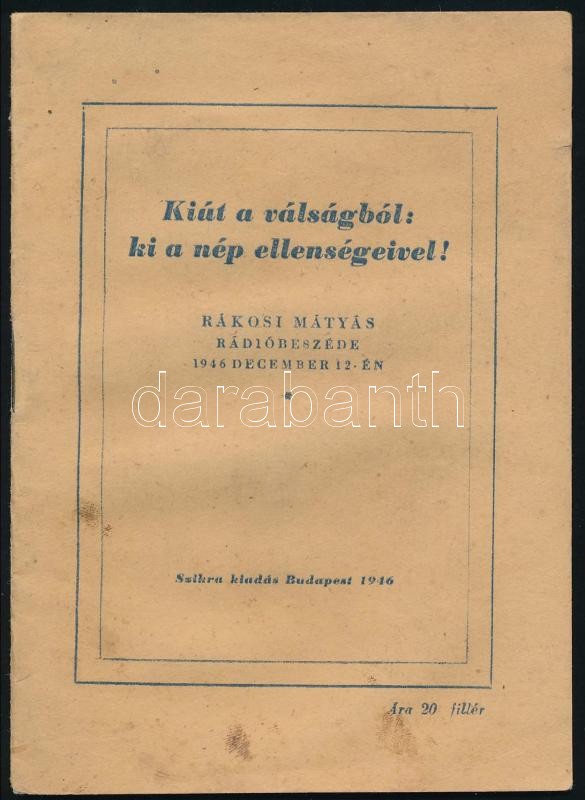 Kiút a válságból:
ki a nép ellenségeivel!
RÁKOSI MÁTYÁS
RÁDIÓBESZÉDE
1946 DECEMBER 12-ÉN
darabanth
Szikra kiadás Budapest 1946
Ára 20 fillér